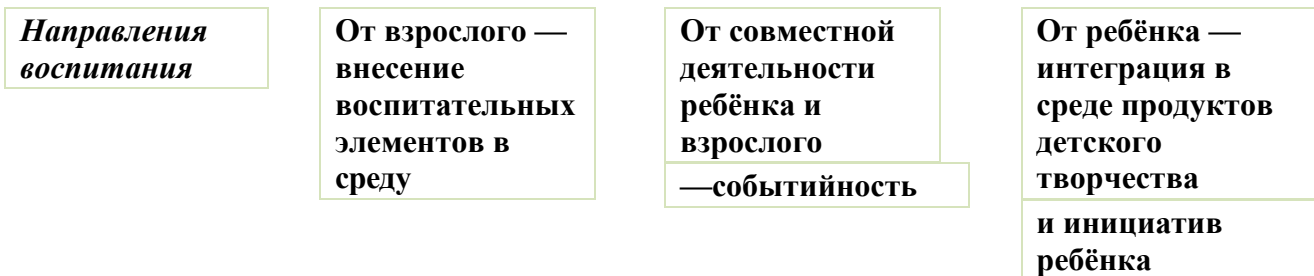 Направления
воспитания
От взрослого —
внесение
воспитательных
элементов в
среду
От совместной
деятельности
ребёнка и
взрослого
—событийность
От ребёнка —
интеграция в
среде продуктов
детского
творчества
и инициатив
ребёнка